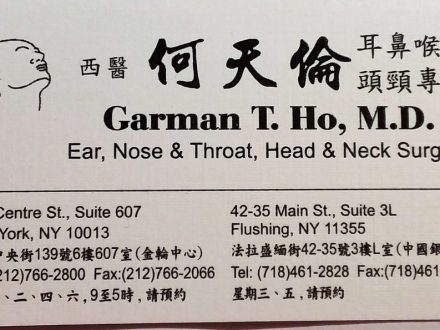 西醫 何天倫 耳鼻喉
頭頸專
Garman T. Ho, M.D.
Ear, Nose & Throat, Head & Neck Surg
Centre St., Suite 607
York, NY 10013
央街139號6樓607室(金輪中心)
212)766-2800 Fax:(212)766-2066
、二、四、六,9至5時,請預約
42-35 Main St., Suite 3L
Flushing, NY 11355
法拉盛緬街42-35號3樓L室(中國銀
Tel: (718)461-2828 Fax:(718)461
星期三、五,請預約